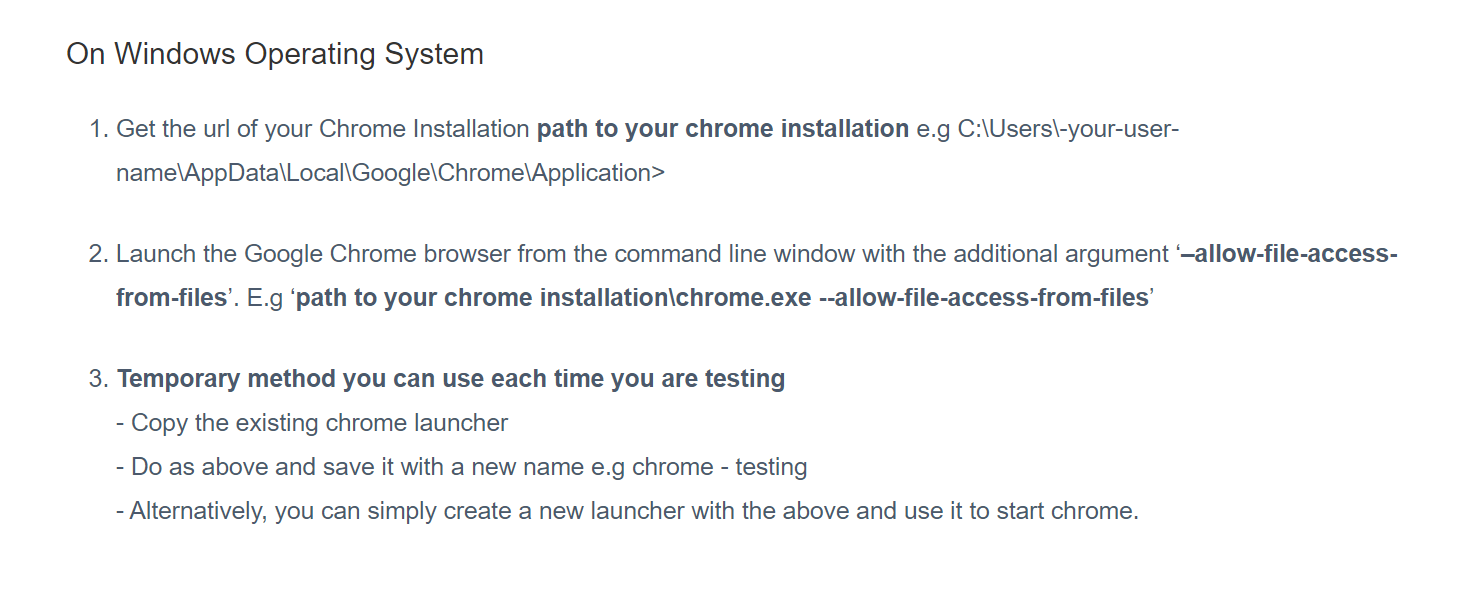 On Windows Operating System
1. Get the url of your Chrome Installation path to your chrome installation e.g C:\Users\-your-user-
name\AppData\Local\Google\Chrome\Application>
2. Launch the Google Chrome browser from the command line window with the additional argument ‘–allow-file-access-
from-files’. E.g ‘path to your chrome installation\chrome.exe --allow-file-access-from-files’
3. Temporary method you can use each time you are testing
- Copy the existing chrome launcher
- Do as above and save it with a new name e.g chrome - testing
- Alternatively, you can simply create a new launcher with the above and use it to start chrome.